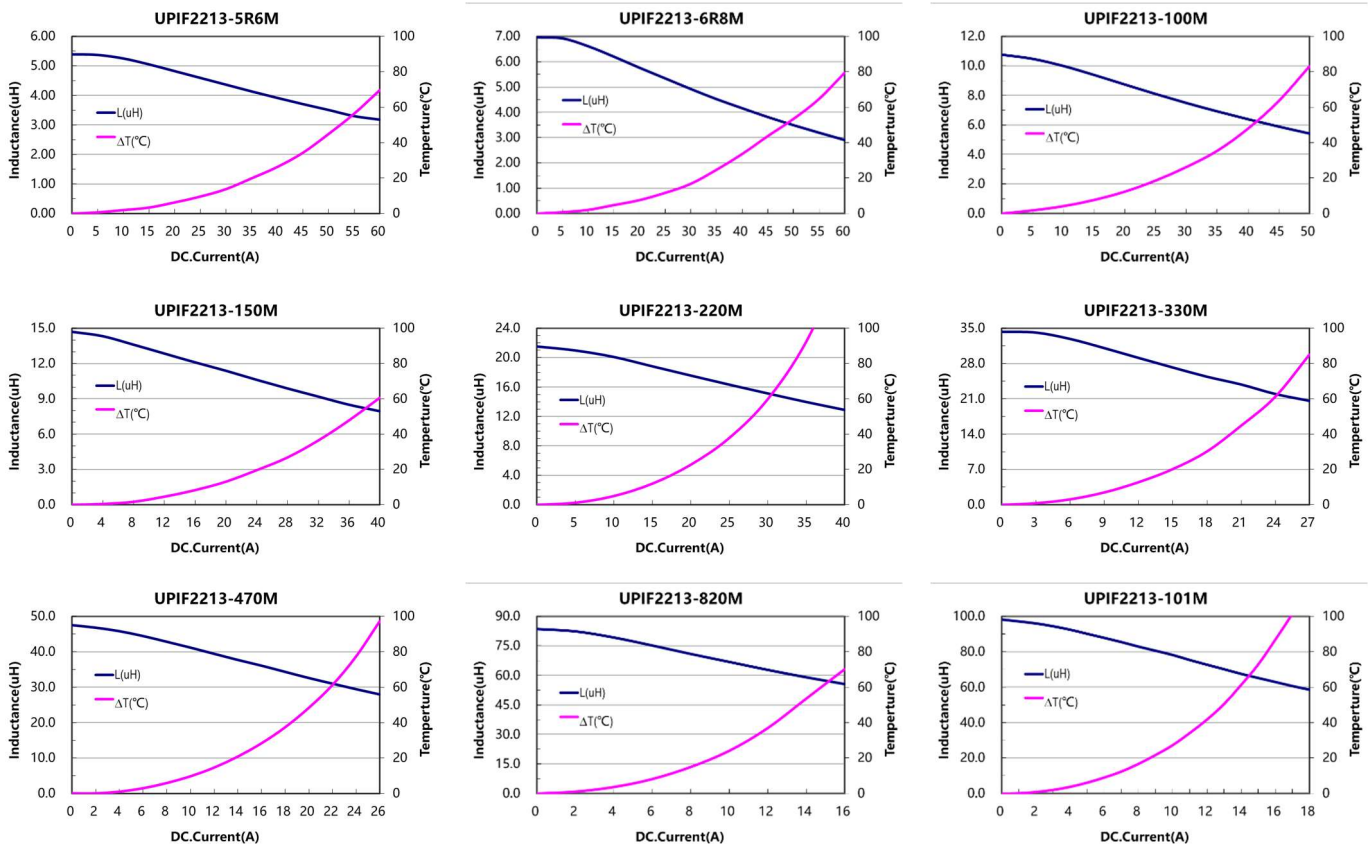 UPIF2213-5R6M
Inductance(uH)
6.00
5.00
4.00
3.00
2.00
1.00
0.00
L(uH)
ΔT(℃)
100
80
60
40
20
0
Temperture(℃)
0 5 10 15 20 25 30 35 40 45 50 55 60
DC.Current(A)
UPIF2213-6R8M
Inductance(uH)
7.00
6.00
5.00
4.00
3.00
2.00
1.00
0.00
L(uH)
ΔT(℃)
100
80
60
40
20
0
Temperture(℃)
0 5 10 15 20 25 30 35 40 45 50 55 60
DC.Current(A)
UPIF2213-100M
Inductance(uH)
12.0
10.0
8.0
6.0
4.0
2.0
0.0
L(uH)
ΔT(℃)
100
80
60
40
20
0
Temperture(℃)
0 5 10 15 20 25 30 35 40 45 50
DC.Current(A)
UPIF2213-150M
Inductance(uH)
15.0
12.0
9.0
6.0
3.0
0.0
L(uH)
ΔT(℃)
100
80
60
40
20
0
Temperture(℃)
0 4 8 12 16 20 24 28 32 36 40
DC.Current(A)
UPIF2213-220M
Inductance(uH)
24.0
20.0
16.0
12.0
8.0
4.0
0.0
L(uH)
ΔT(℃)
100
80
60
40
20
0
Temperture(℃)
0 5 10 15 20 25 30 35 40
DC.Current(A)
UPIF2213-330M
Inductance(uH)
35.0
28.0
21.0
14.0
7.0
0.0
L(uH)
ΔT(℃)
100
80
60
40
20
0
Temperture(℃)
0 3 6 9 12 15 18 21 24 27
DC.Current(A)
UPIF2213-470M
Inductance(uH)
50.0
40.0
30.0
20.0
10.0
0.0
L(uH)
ΔT(℃)
100
80
60
40
20
0
Temperture(℃)
0 2 4 6 8 10 12 14 16 18 20 22 24 26
DC.Current(A)
UPIF2213-820M
Inductance(uH)
90.0
75.0
60.0
45.0
30.0
15.0
0.0
L(uH)
ΔT(℃)
100
80
60
40
20
0
Temperture(℃)
0 2 4 6 8 10 12 14 16
DC.Current(A)
UPIF2213-101M
Inductance(uH)
100.0
80.0
60.0
40.0
20.0
0.0
L(uH)
ΔT(℃)
100
80
60
40
20
0
Temperture(℃)
0 2 4 6 8 10 12 14 16 18
DC.Current(A)